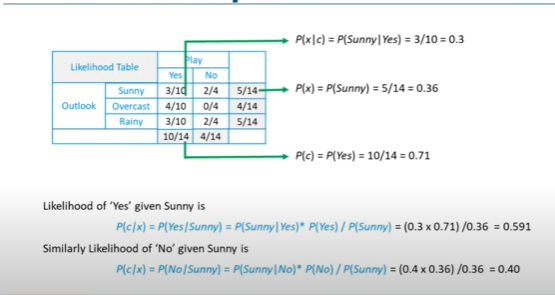 P(x|c) = P(Sunny|Yes) = 3/10 = 0.3
Likelihood Table
Play
Yes No
Sunny 3/10 2/4 5/14
P(x) = P(Sunny) = 5/14 = 0.36
Outlook Overcast 4/10 0/4 4/14
Rainy 3/10 2/4 5/14
10/14 4/14
P(c) = P(Yes) = 10/14 = 0.71
Likelihood of ‘Yes’ given Sunny is
P(c|x) = P(Yes|Sunny) = P(Sunny|Yes)* P(Yes) / P(Sunny) = (0.3 x 0.71) /0.36 = 0.591
Similarly Likelihood of ‘No’ given Sunny is
P(c|x) = P(No|Sunny) = P(Sunny|No)* P(No) / P(Sunny) = (0.4 x 0.36) /0.36 = 0.40